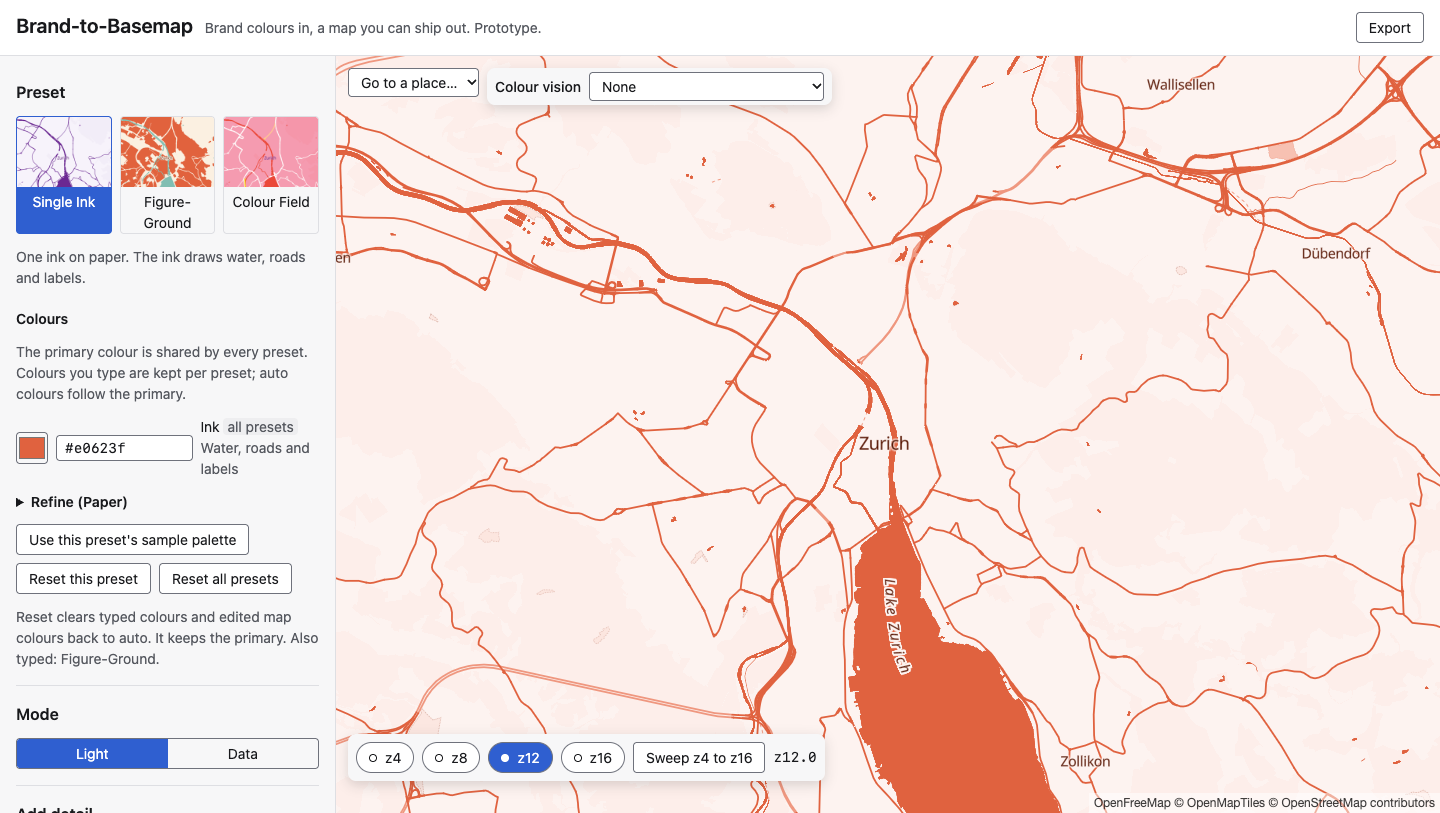 Brand-to-Basemap
Brand colours in, a map you can ship out. Prototype.
Export
Preset
Single Ink
Figure-
Ground
Colour Field
One ink on paper. The ink draws water, roads
and labels.
Colours
The primary colour is shared by every preset.
Colours you type are kept per preset; auto
colours follow the primary.
#e0623f
Ink all presets
Water, roads and
labels
Refine (Paper)
Use this preset's sample palette
Reset this preset
Reset all presets
Reset clears typed colours and edited map
colours back to auto. It keeps the primary. Also
typed: Figure-Ground.
Mode
Light
Data
Add detail
Go to a place...
Colour vision
None
Wallisellen
en
Dübendorf
Zurich
Lake Zurich
Zollikon
z4
z8
z12
z16
Sweep z4 to z16
z12.0
OpenFreeMap © OpenMapTiles © OpenStreetMap contributors